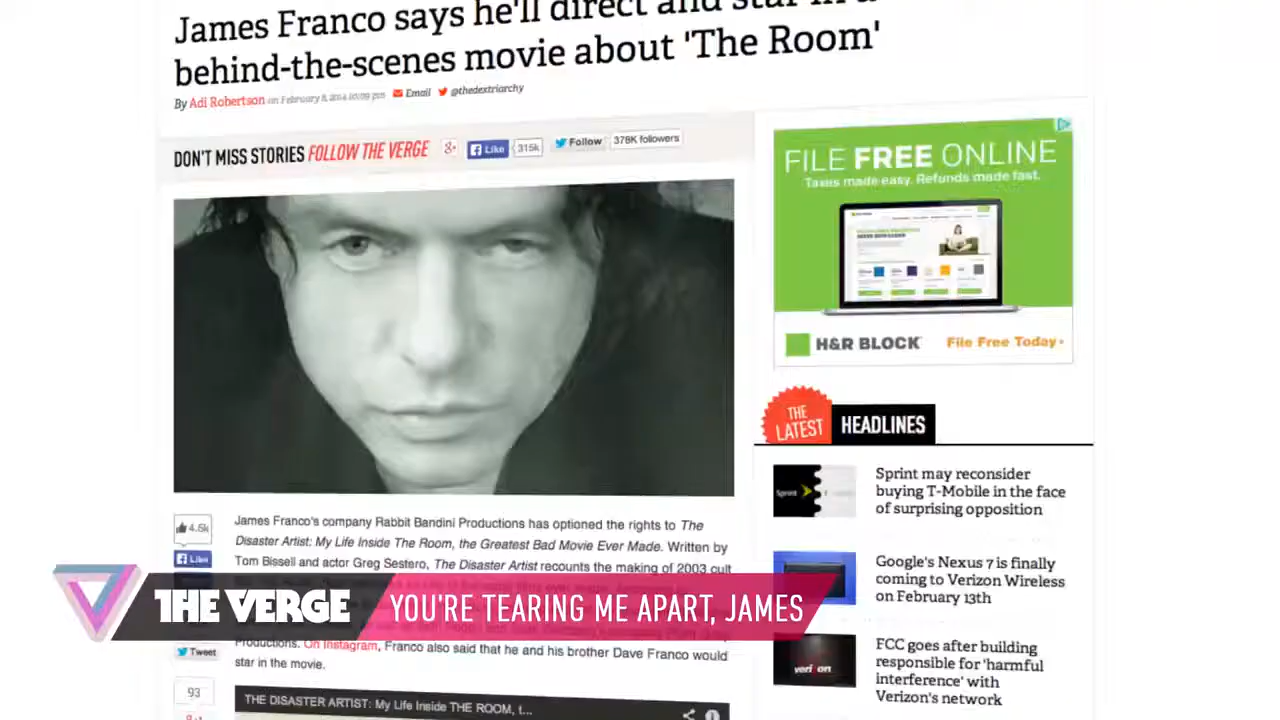 James Franco says he'll direct and star in a
behind-the-scenes movie about 'The Room'
By Adi Robertson on February 8, 2014 10:09 pm Email @thedextriarchy
DON'T MISS STORIES FOLLOW THE VERGE 8+ Like 315k Follow 378K followers
FILE FREE ONLINE
Taxes made easy. Refunds made fast.
H&R BLOCK File Free Today
THE LATEST HEADLINES
Sprint
Sprint may reconsider
buying T-Mobile in the face
of surprising opposition
Google's Nexus 7 is finally
coming to Verizon Wireless
on February 13th
verizon
FCC goes after building
responsible for 'harmful
interference' with
Verizon's network
4.5k
Like
James Franco's company Rabbit Bandini Productions has optioned the rights to The
Disaster Artist: My Life Inside The Room, the Greatest Bad Movie Ever Made. Written by
Tom Bissell and actor Greg Sestero, The Disaster Artist recounts the making of 2003 cult
THE VERGE YOU'RE TEARING ME APART, JAMES
Tweet
93
Productions. On Instagram, Franco also said that he and his brother Dave Franco would
star in the movie.
THE DISASTER ARTIST: My Life Inside THE ROOM, t...